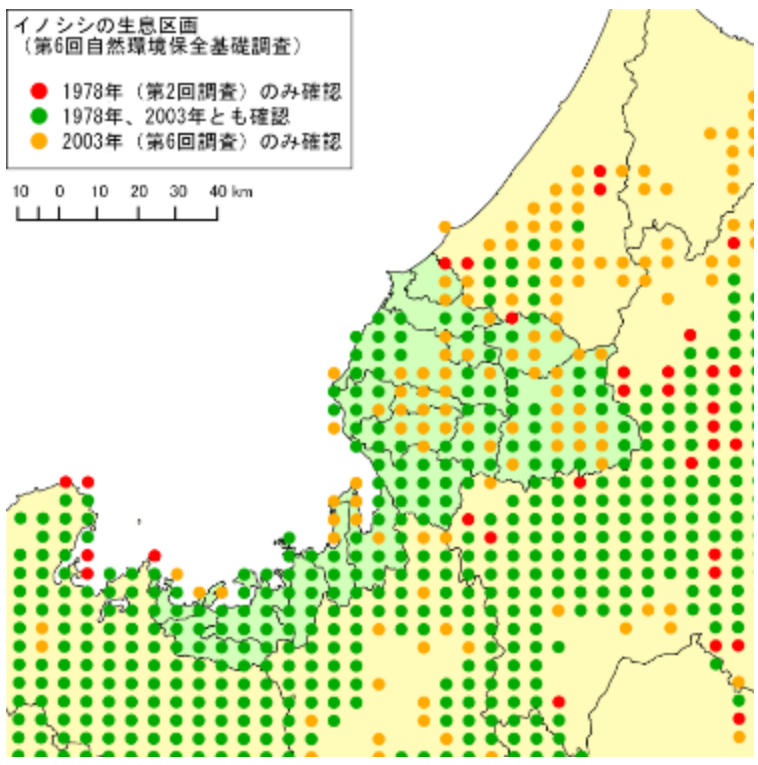 イノシシの生息区画
（第6回自然環境保全基礎調査）
1978年（第2回調査）のみ確認
1978年、2003年とも確認
2003年（第6回調査）のみ確認
10 0 10 20 30 40 km